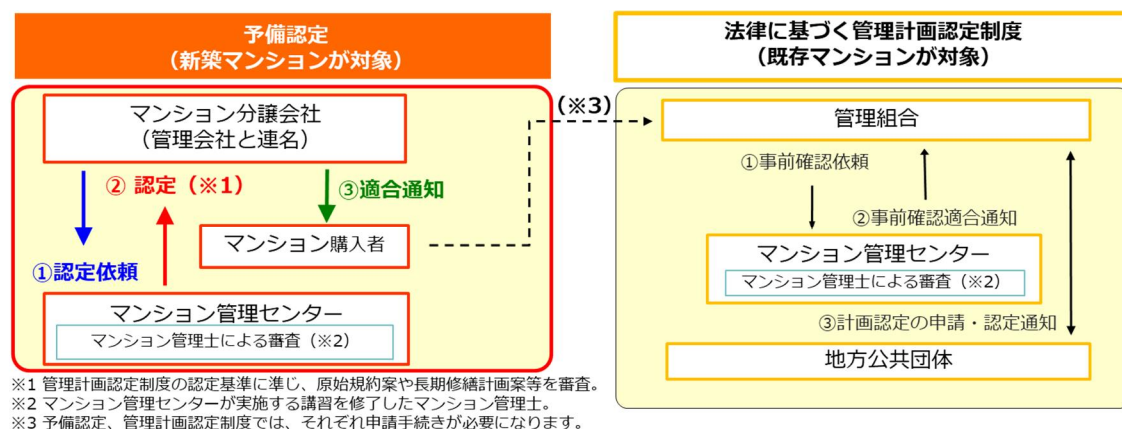 予備認定
（新築マンションが対象）
マンション分譲会社
（管理会社と連名）
② 認定（※1）
③適合通知
マンション購入者
①認定依頼
マンション管理センター
マンション管理士による審査（※2）
※1 管理計画認定制度の認定基準に準じ、原始規約案や長期修繕計画案等を審査。
※2 マンション管理センターが実施する講習を修了したマンション管理士。
※3 予備認定、管理計画認定制度では、それぞれ申請手続きが必要になります。
（※3）
法律に基づく管理計画認定制度
（既存マンションが対象）
管理組合
①事前確認依頼
②事前確認適合通知
マンション管理センター
マンション管理士による審査（※2）
③計画認定の申請・認定通知
地方公共団体